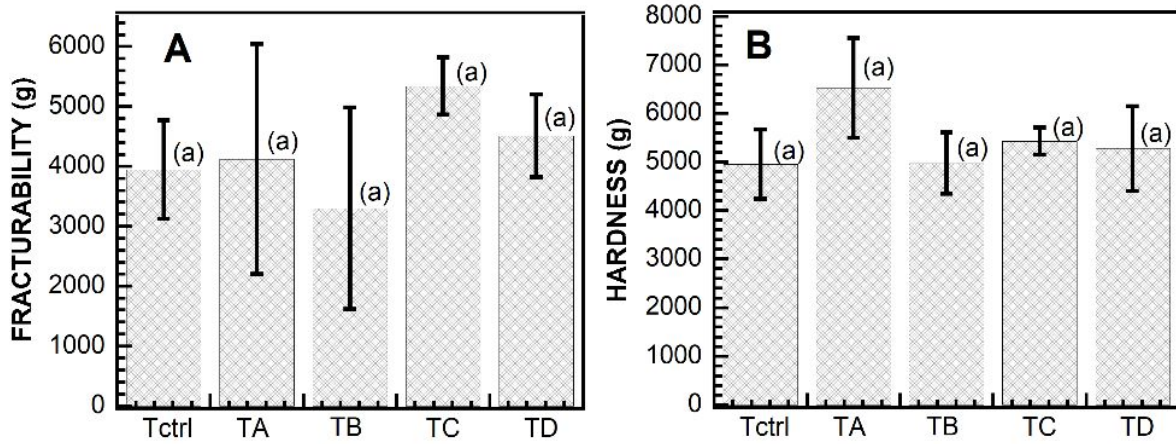 A
FRACTURABILITY (g)
6000
5000
4000
3000
2000
1000
0
(a)
(a)
(a)
(a)
(a)
Tctrl TA TB TC TD
B
HARDNESS (g)
8000
7000
6000
5000
4000
3000
2000
1000
0
(a)
(a)
(a)
(a)
(a)
Tctrl TA TB TC TD